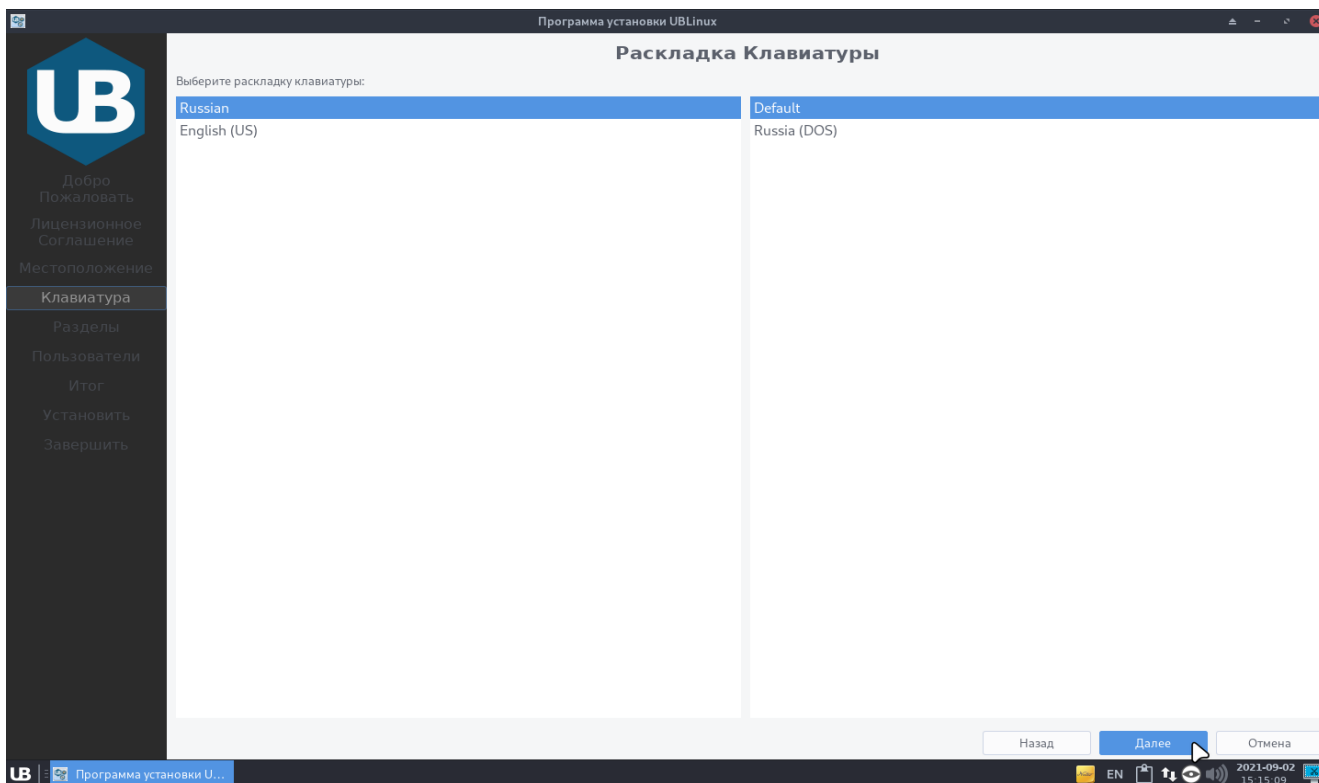 Программа установки UBLinux
UB
Добро
Пожаловать
Лицензионное
Соглашение
Местоположение
Клавиатура
Разделы
Пользователи
Итог
Установить
Завершить
Раскладка Клавиатуры
Выберите раскладку клавиатуры:
Russian
English (US)
Default
Russia (DOS)
Назад
Далее
Отмена
UB
Программа установки U...
EN
2021-09-02
15:15:09